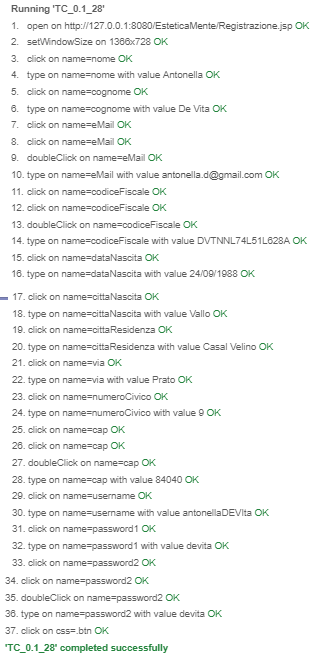 Running 'TC_0.1_28'
1. open on http://127.0.0.1:8080/EsteticaMente/Registrazione.jsp OK
2. setWindowSize on 1366x728 OK
3. click on name=nome OK
4. type on name=nome with value Antonella OK
5. click on name=cognome OK
6. type on name=cognome with value De Vita OK
7. click on name=eMail OK
8. click on name=eMail OK
9. doubleClick on name=eMail OK
10. type on name=eMail with value antonella.d@gmail.com OK
11. click on name=codiceFiscale OK
12. click on name=codiceFiscale OK
13. doubleClick on name=codiceFiscale OK
14. type on name=codiceFiscale with value DVTNNL74L51L628A OK
15. click on name=dataNascita OK
16. type on name=dataNascita with value 24/09/1988 OK
17. click on name=cittaNascita OK
18. type on name=cittaNascita with value Vallo OK
19. click on name=cittaResidenza OK
20. type on name=cittaResidenza with value Casal Velino OK
21. click on name=via OK
22. type on name=via with value Prato OK
23. click on name=numeroCivico OK
24. type on name=numeroCivico with value 9 OK
25. click on name=cap OK
26. click on name=cap OK
27. doubleClick on name=cap OK
28. type on name=cap with value 84040 OK
29. click on name=username OK
30. type on name=username with value antonellaDEVIta OK
31. click on name=password1 OK
32. type on name=password1 with value devita OK
33. click on name=password2 OK
34. click on name=password2 OK
35. doubleClick on name=password2 OK
36. type on name=password2 with value devita OK
37. click on css=.btn OK
'TC_0.1_28' completed successfully